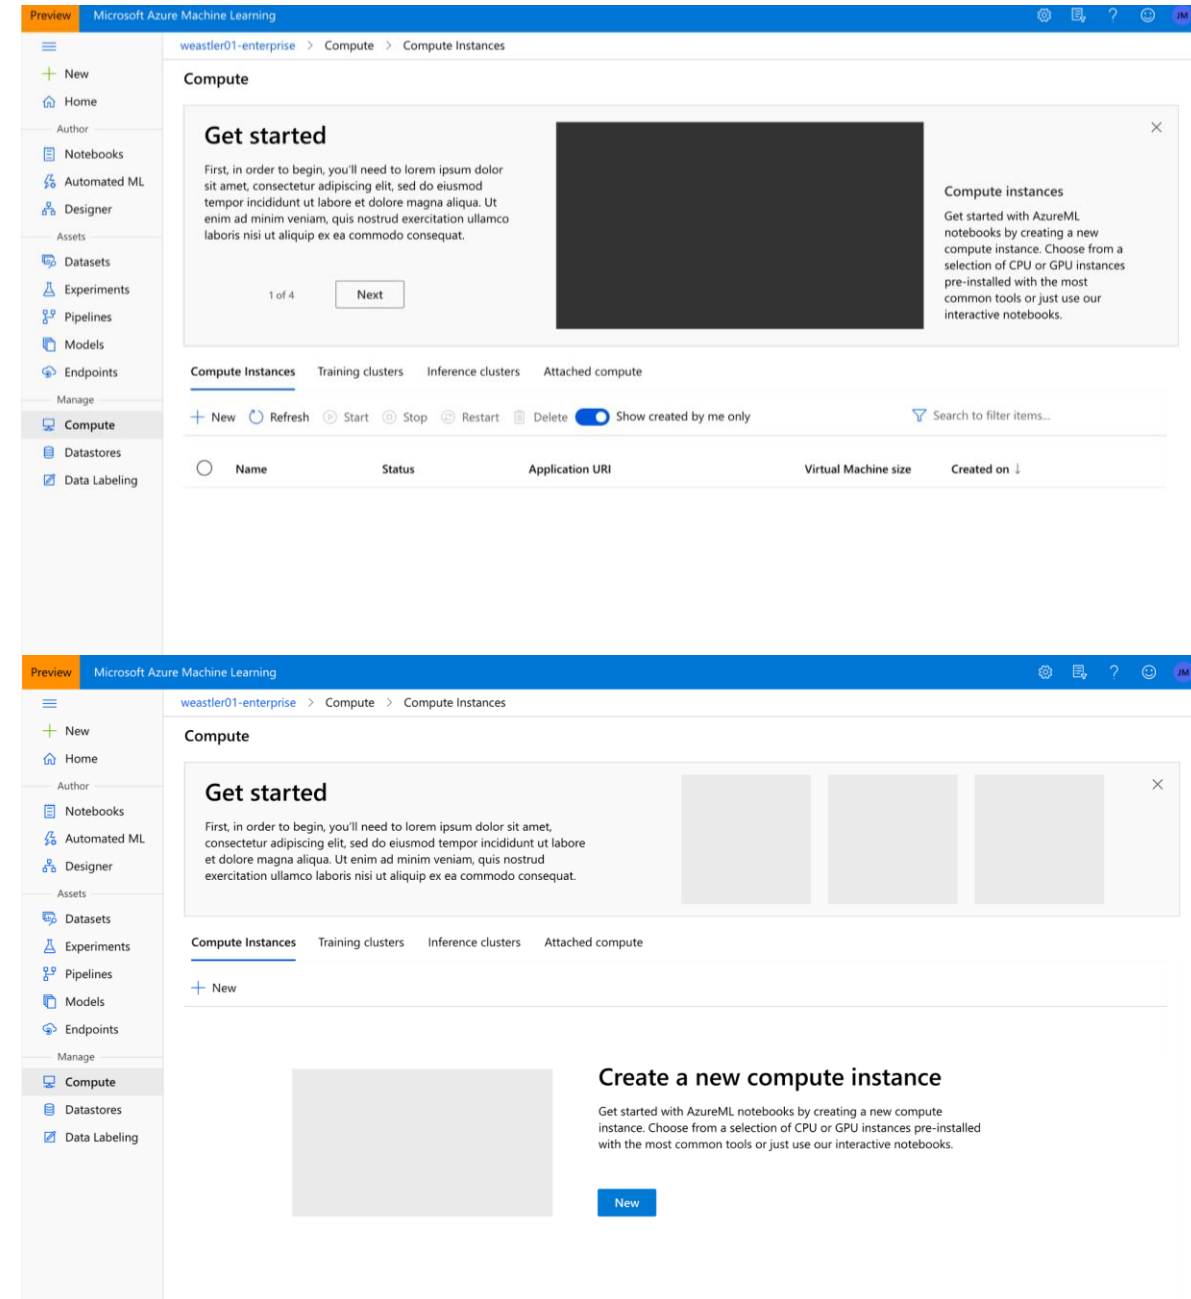 Preview Microsoft Azure Machine Learning JM
weastler01-enterprise > Compute > Compute Instances
New
Home
Author
Notebooks
Automated ML
Designer
Assets
Datasets
Experiments
Pipelines
Models
Endpoints
Manage
Compute
Datastores
Data Labeling
Compute
Get started
First, in order to begin, you'll need to lorem ipsum dolor
sit amet, consectetur adipiscing elit, sed do eiusmod
tempor incididunt ut labore et dolore magna aliqua. Ut
enim ad minim veniam, quis nostrud exercitation ullamco
laboris nisi ut aliquip ex ea commodo consequat.
1 of 4 Next
Compute instances
Get started with AzureML
notebooks by creating a new
compute instance. Choose from a
selection of CPU or GPU instances
pre-installed with the most
common tools or just use our
interactive notebooks.
Compute Instances Training clusters Inference clusters Attached compute
New Refresh Start Stop Restart Delete Show created by me only Search to filter items...
Name Status Application URI Virtual Machine size Created on ↓
Preview Microsoft Azure Machine Learning JM
weastler01-enterprise > Compute > Compute Instances
New
Home
Author
Notebooks
Automated ML
Designer
Assets
Datasets
Experiments
Pipelines
Models
Endpoints
Manage
Compute
Datastores
Data Labeling
Compute
Get started
First, in order to begin, you'll need to lorem ipsum dolor sit amet,
consectetur adipiscing elit, sed do eiusmod tempor incididunt ut labore
et dolore magna aliqua. Ut enim ad minim veniam, quis nostrud
exercitation ullamco laboris nisi ut aliquip ex ea commodo consequat.
Compute Instances Training clusters Inference clusters Attached compute
New
Create a new compute instance
Get started with AzureML notebooks by creating a new compute
instance. Choose from a selection of CPU or GPU instances pre-installed
with the most common tools or just use our interactive notebooks.
New